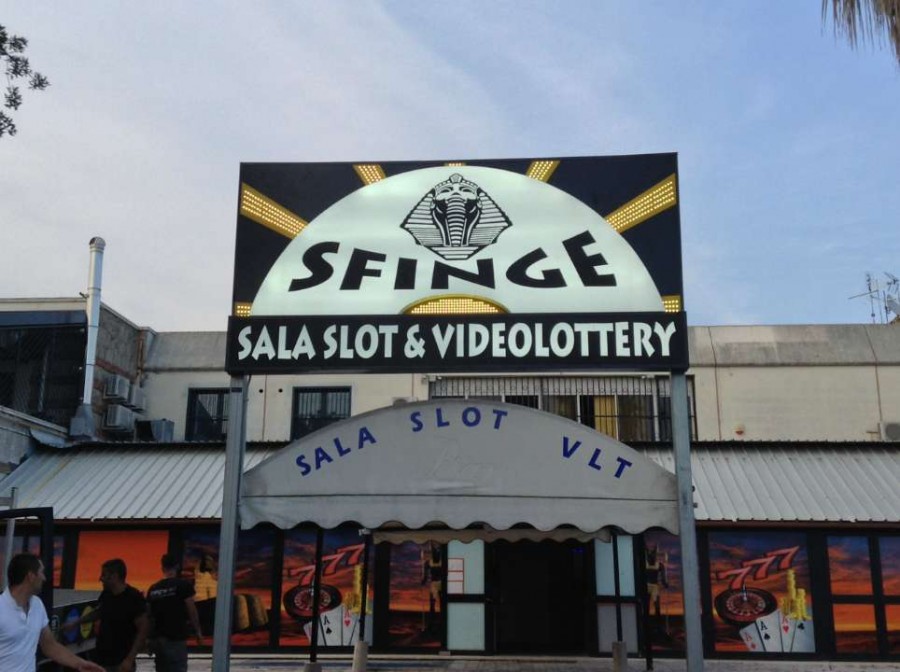 SFINGE
SALA SLOT & VIDEOLOTTERY
SALA SLOT VLT
777
777
A A A
A A A